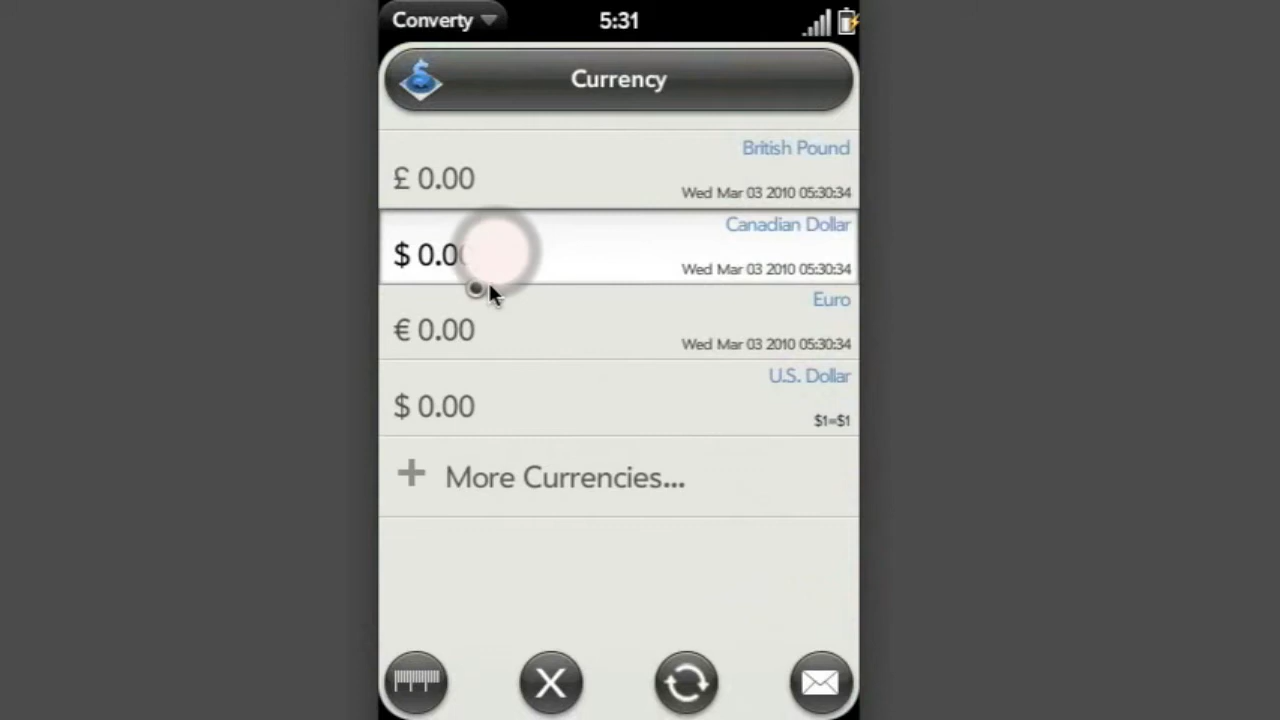 Converty
5:31
Currency
British Pound
£ 0.00
Wed Mar 03 2010 05:30:34
Canadian Dollar
$ 0.00
Wed Mar 03 2010 05:30:34
Euro
€ 0.00
Wed Mar 03 2010 05:30:34
U.S. Dollar
$ 0.00
$1=$1
+ More Currencies...